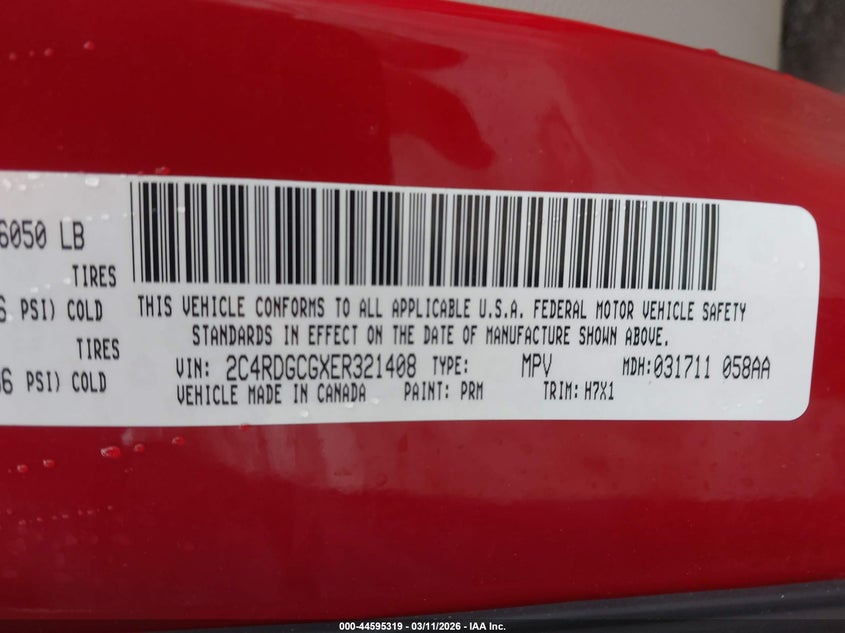 6050 LB
TIRES
PSI) COLD
TIRES
PSI) COLD
THIS VEHICLE CONFORMS TO ALL APPLICABLE U.S.A. FEDERAL MOTOR VEHICLE SAFETY
STANDARDS IN EFFECT ON THE DATE OF MANUFACTURE SHOWN ABOVE.
VIN: 2C4RDGCGXER321408 TYPE: MPV MDH:031711 058AA
VEHICLE MADE IN CANADA PAINT: PRM TRIM: H7X1
000-44595319 - 03/11/2026 - IAA Inc.